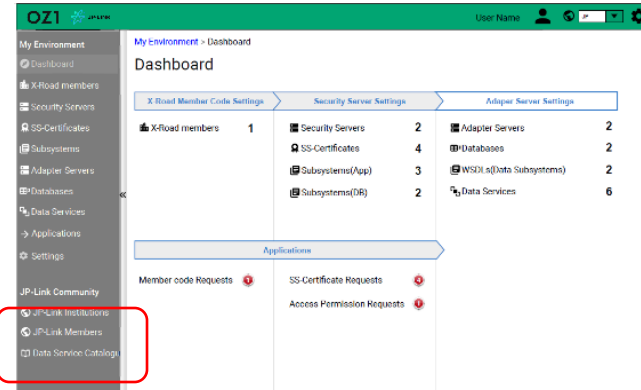 OZ1 JP-LINK
User Name
JP
My Environment
Dashboard
X-Road members
Security Servers
SS-Certificates
Subsystems
Adapter Servers
Databases
Data Services
Applications
Settings
JP-Link Community
JP-Link Institutions
JP-Link Members
Data Service Catalogu
«
My Environment > Dashboard
Dashboard
X-Road Member Code Settings
Security Server Settings
Adaper Server Settings
X-Road members 1
Security Servers 2
SS-Certificates 4
Subsystems(App) 3
Subsystems(DB) 2
Adapter Servers 2
Databases 2
WSDLs(Data Subsystems) 2
Data Services 6
Applications
Member code Requests 1
SS-Certificate Requests
Access Permission Requests 1